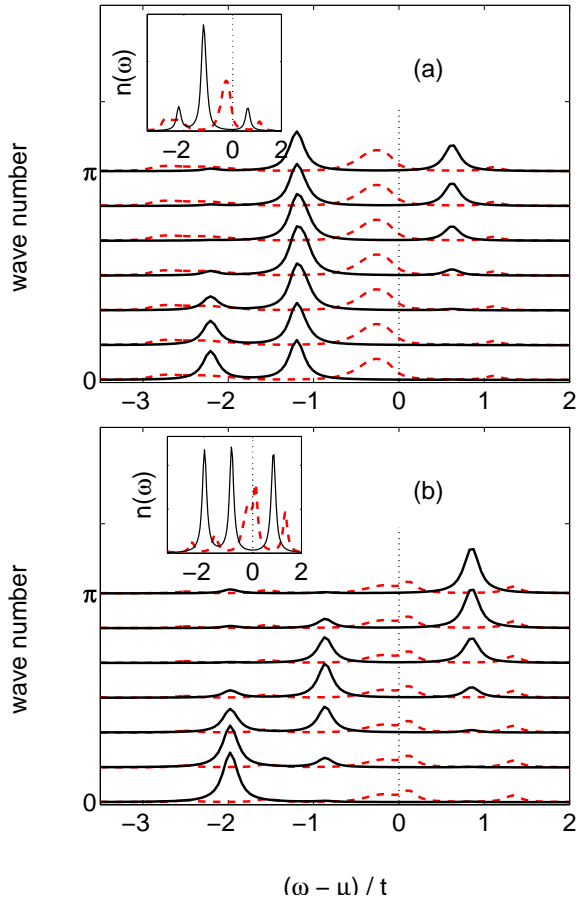 n(ω)
−2 0 2
(a)
wave number
π
0
−3 −2 −1 0 1 2
n(ω)
−2 0 2
(b)
wave number
π
0
−3 −2 −1 0 1 2
(ω − μ) / t